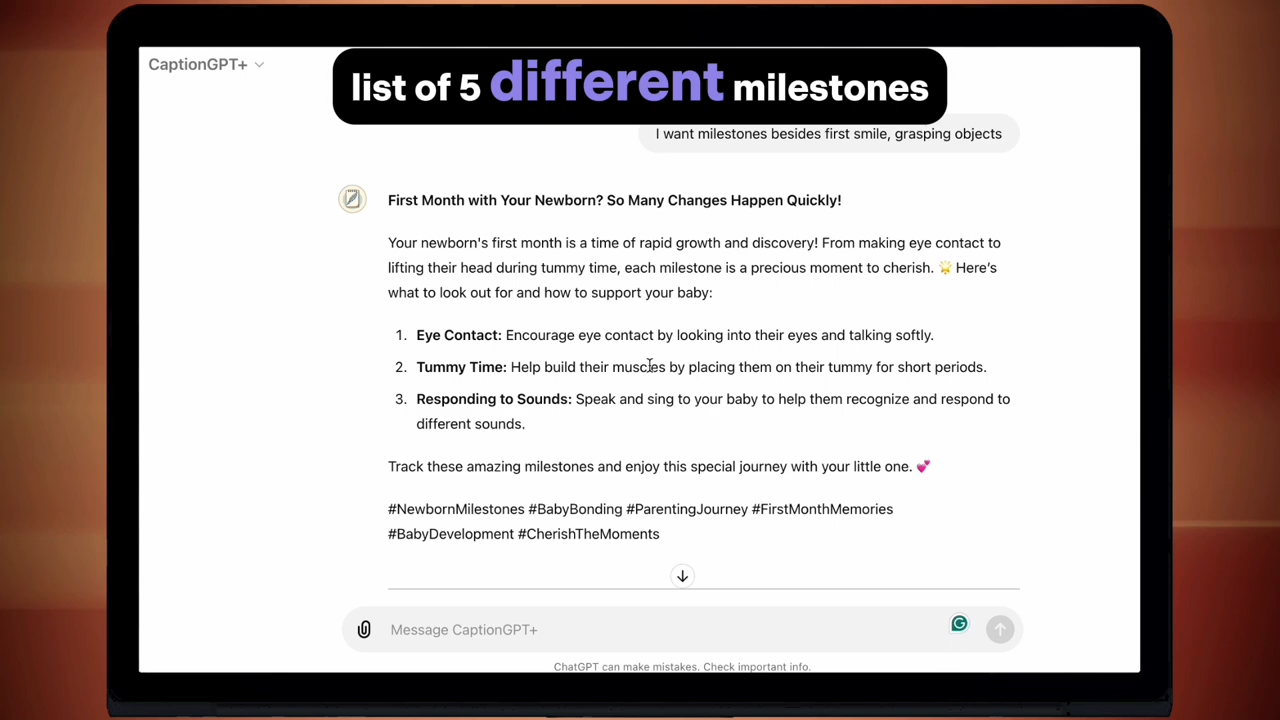 CaptionGPT+
list of 5 different milestones
I want milestones besides first smile, grasping objects
First Month with Your Newborn? So Many Changes Happen Quickly!
Your newborn's first month is a time of rapid growth and discovery! From making eye contact to
lifting their head during tummy time, each milestone is a precious moment to cherish. 🌟 Here's
what to look out for and how to support your baby:
1. Eye Contact: Encourage eye contact by looking into their eyes and talking softly.
2. Tummy Time: Help build their muscles by placing them on their tummy for short periods.
3. Responding to Sounds: Speak and sing to your baby to help them recognize and respond to
different sounds.
Track these amazing milestones and enjoy this special journey with your little one. 💕
#NewbornMilestones #BabyBonding #ParentingJourney #FirstMonthMemories
#BabyDevelopment #CherishTheMoments
Message CaptionGPT+
ChatGPT can make mistakes. Check important info.